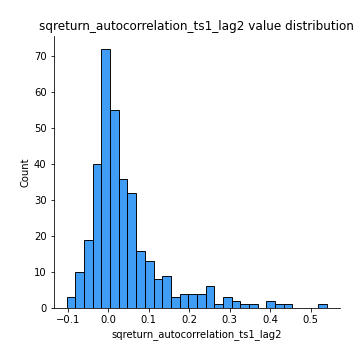 sqreturn_autocorrelation_ts1_lag2 value distribution
70
60
50
40
30
20
10
0
Count
−0.1 0.0 0.1 0.2 0.3 0.4 0.5
sqreturn_autocorrelation_ts1_lag2